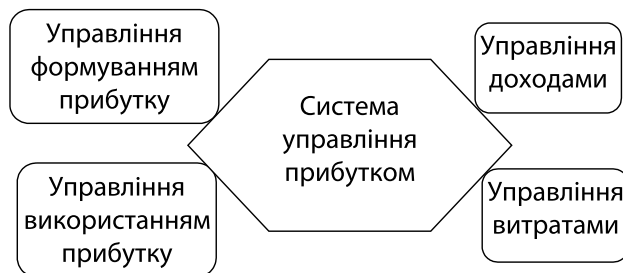 Управління
формуванням
прибутку
Управління
використанням
прибутку
Система
управління
прибутком
Управління
доходами
Управління
витратами